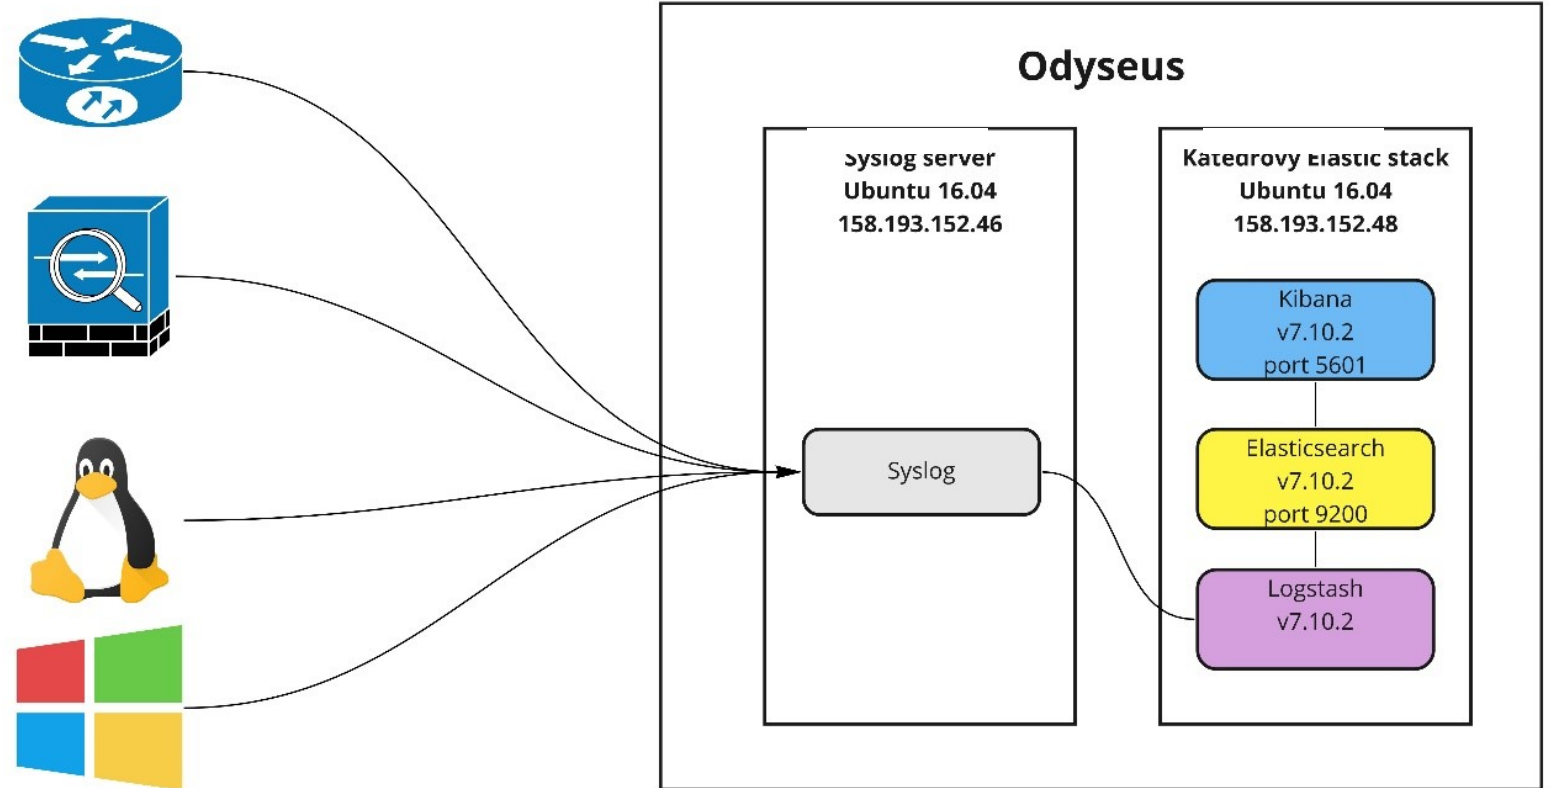 Odyseus
Syslog server
Ubuntu 16.04
158.193.152.46
Syslog
Katedrovy Elastic stack
Ubuntu 16.04
158.193.152.48
Kibana
v7.10.2
port 5601
Elasticsearch
v7.10.2
port 9200
Logstash
v7.10.2